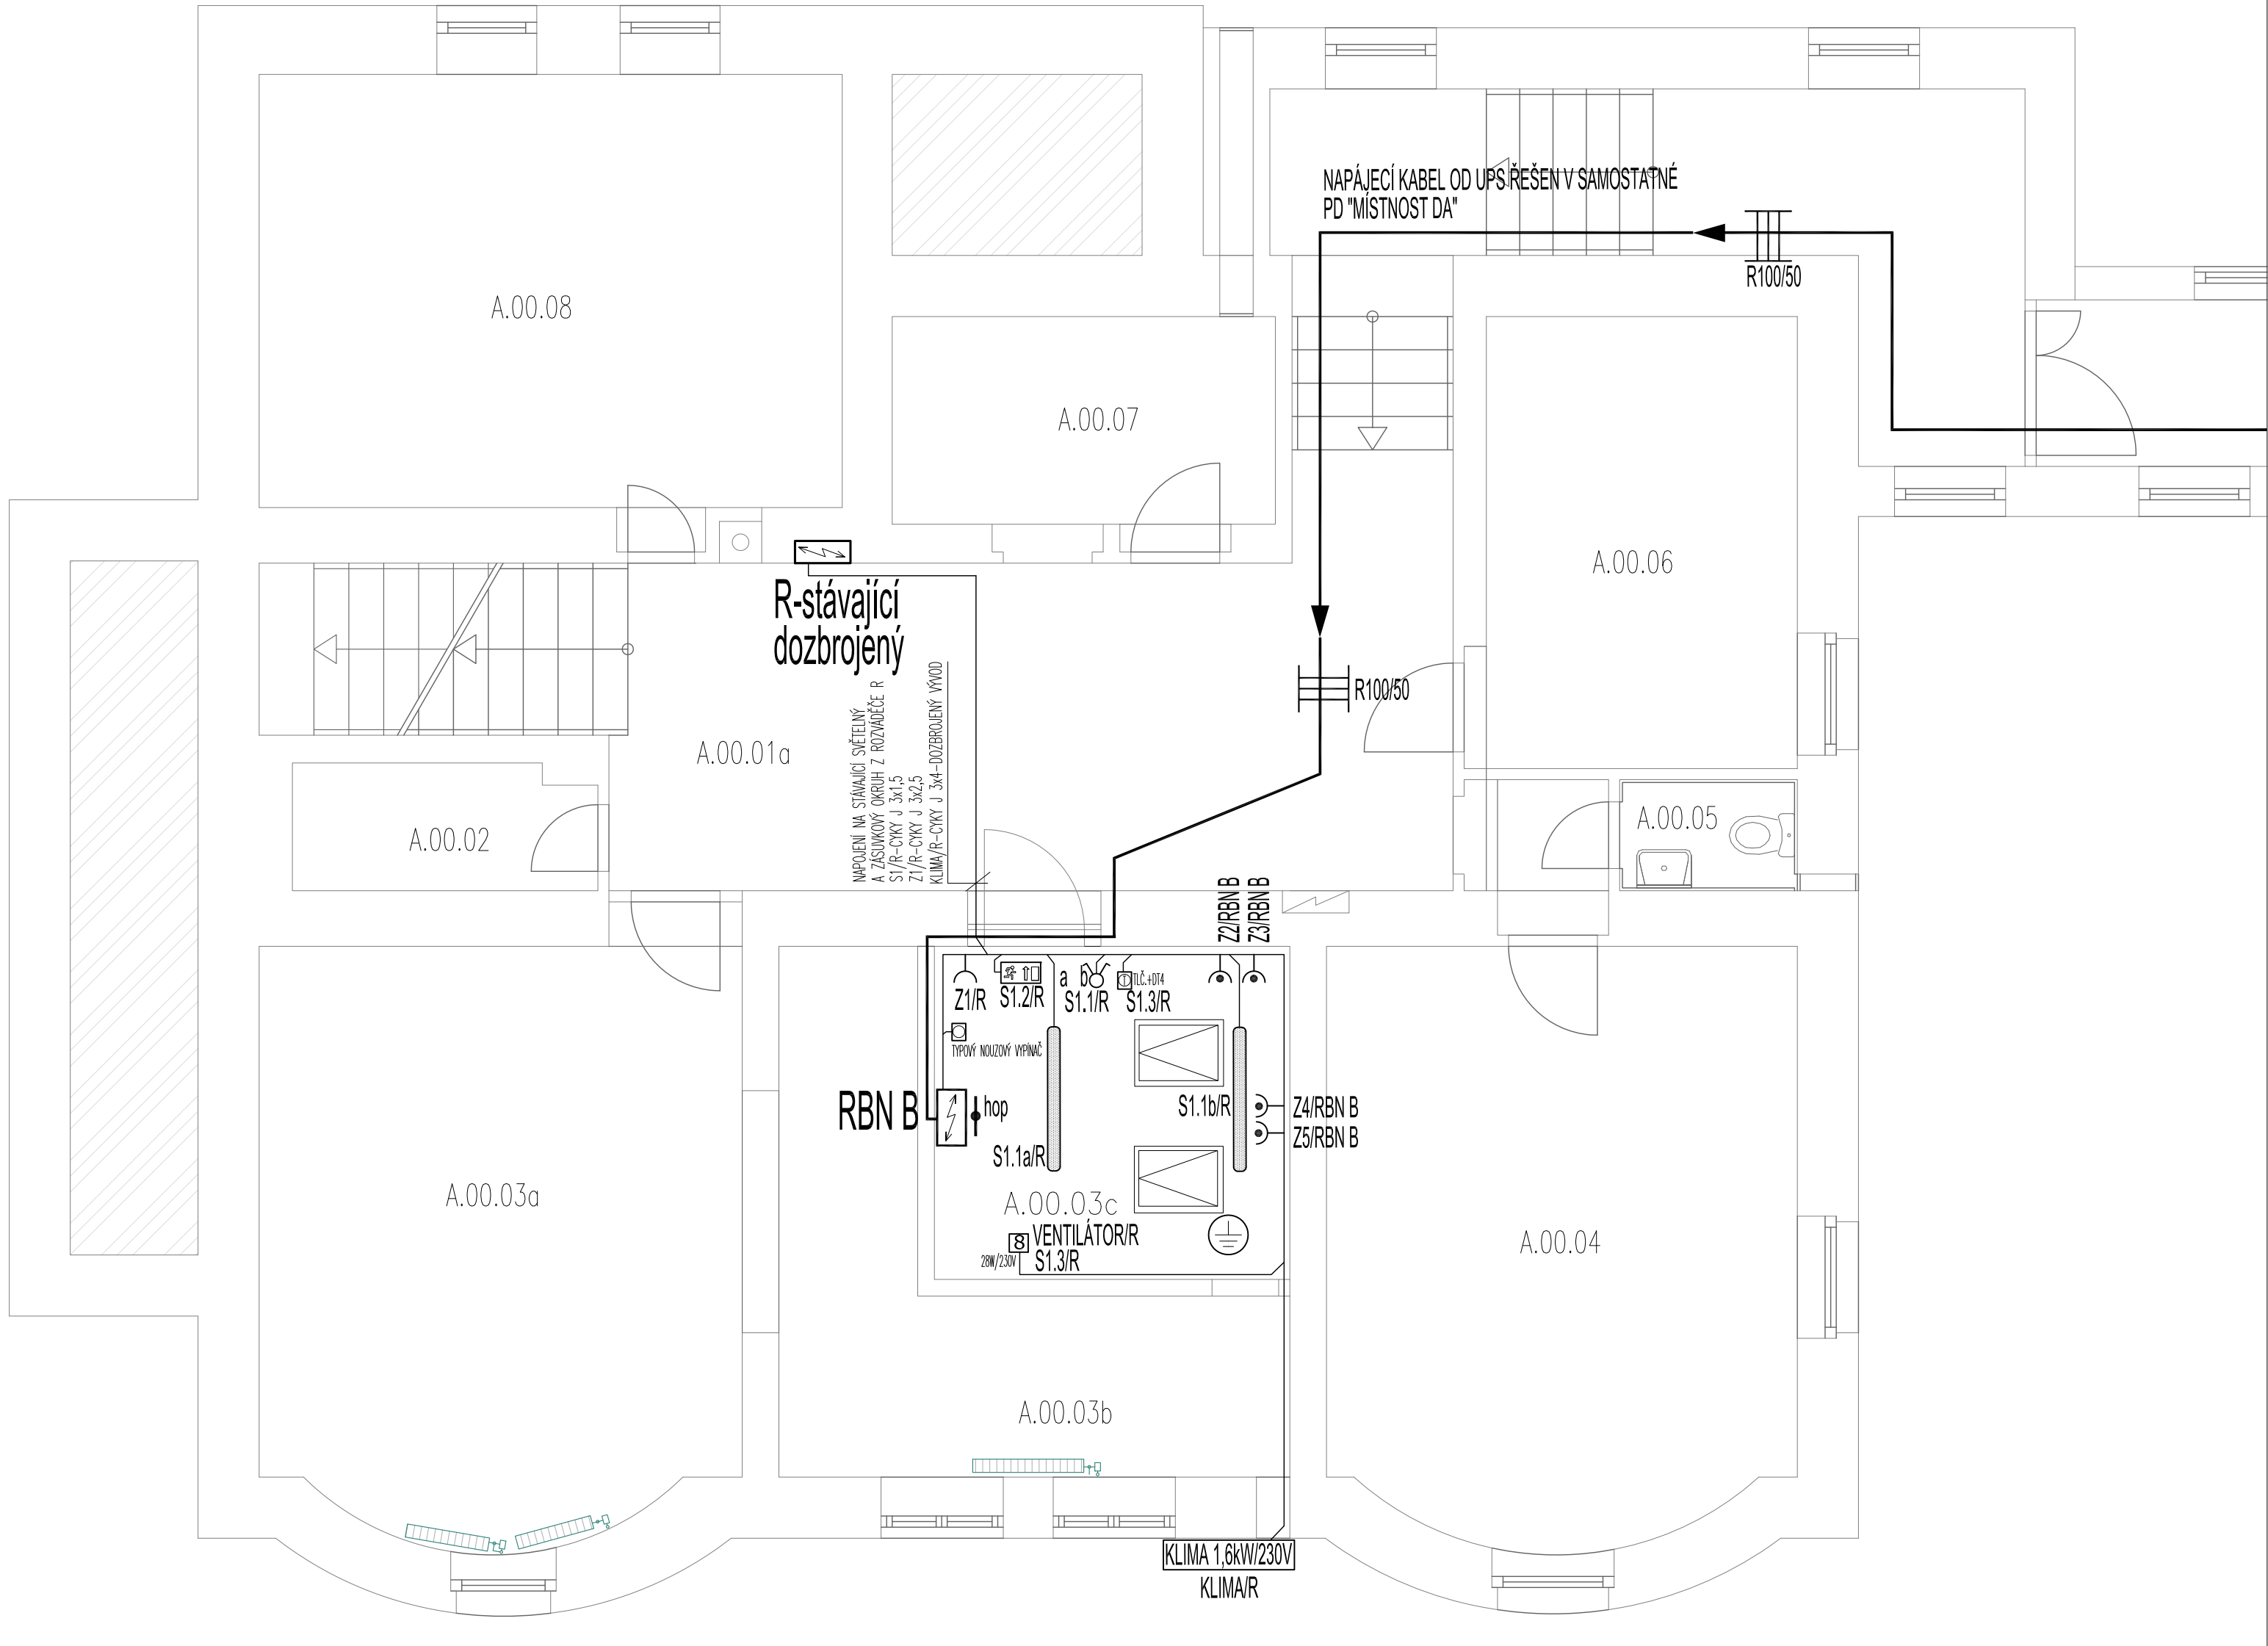 NAPÁJECÍ KABEL OD UPS ŘEŠEN V SAMOSTATNÉ
PD "MÍSTNOST DA"
R100/50
A.00.08
A.00.07
A.00.06
R-stávající
dozbrojený
R100/50
NAPOJENÍ NA STÁVAJÍCÍ SVĚTELNÝ
A ZÁSUVKOVÝ OKRUH Z ROZVÁDĚČE R
S1/R-CYKY J 3x1,5
Z1/R-CYKY J 3x2,5
KLIMA/R-CYKY J 3x4-DOZBROJENÝ VÝVOD
A.00.01a
A.00.02
A.00.05
Z2/RBN B
Z3/RBN B
a b
TLČ.+DT4
Z1/R
S1.2/R
S1.1/R
S1.3/R
TYPOVÝ NOUZOVÝ VYPÍNAČ
RBN B
hop
S1.1b/R
Z4/RBN B
Z5/RBN B
S1.1a/R
A.00.03a
A.00.03c
8
VENTILÁTOR/R
28W/230V
S1.3/R
A.00.04
A.00.03b
KLIMA 1,6kW/230V
KLIMA/R